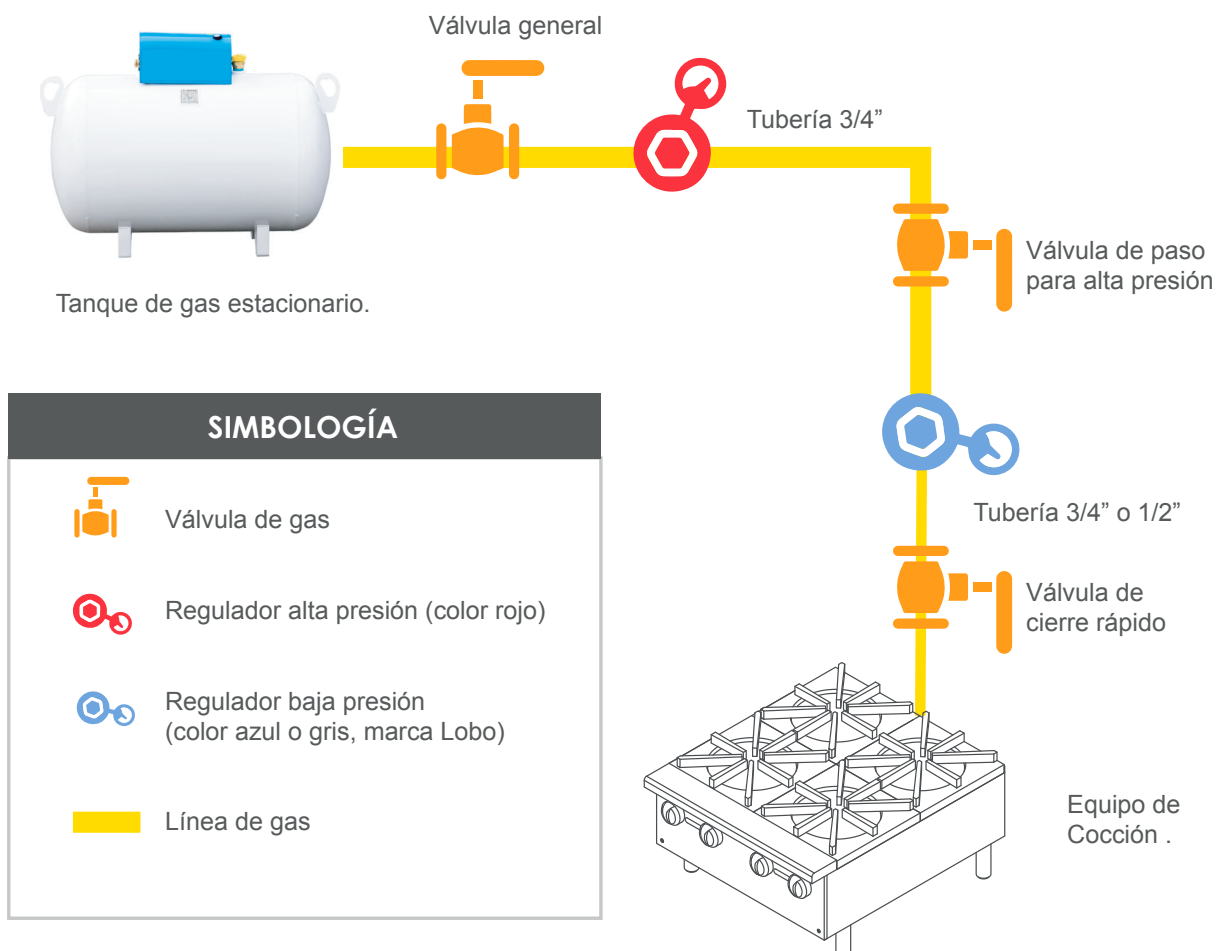 Válvula general
Tubería 3/4”
Válvula de paso
para alta presión
Tanque de gas estacionario.
SIMBOLOGÍA
Válvula de gas
Regulador alta presión (color rojo)
Regulador baja presión
(color azul o gris, marca Lobo)
Línea de gas
Tubería 3/4” o 1/2”
Válvula de
cierre rápido
Equipo de
Cocción .